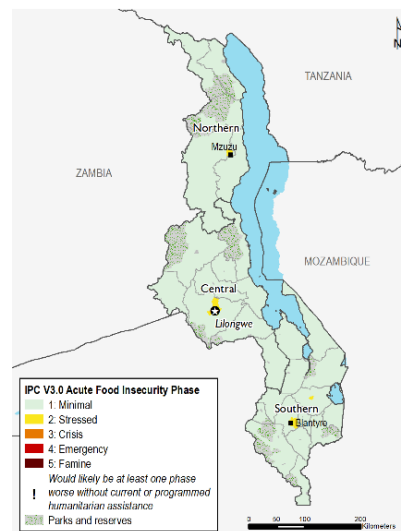 N
TANZANIA
Northern
Mzuzu
ZAMBIA
MOZAMBIQUE
Central
Lilongwe
Southern
Blantyre
IPC V3.0 Acute Food Insecurity Phase
1: Minimal
2: Stressed
3: Crisis
4: Emergency
5: Famine
Would likely be at least one phase
! worse without current or programmed
humanitarian assistance
Parks and reserves
0 50 100 200
Kilometers